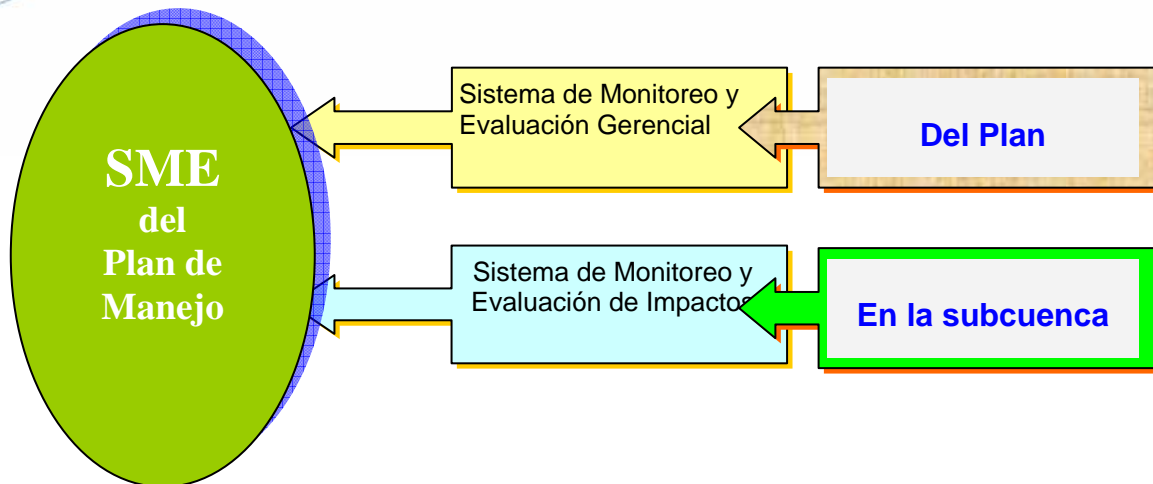 SME
del
Plan de
Manejo
Sistema de Monitoreo y
Evaluación Gerencial
Del Plan
Sistema de Monitoreo y
Evaluación de Impactos
En la subcuenca